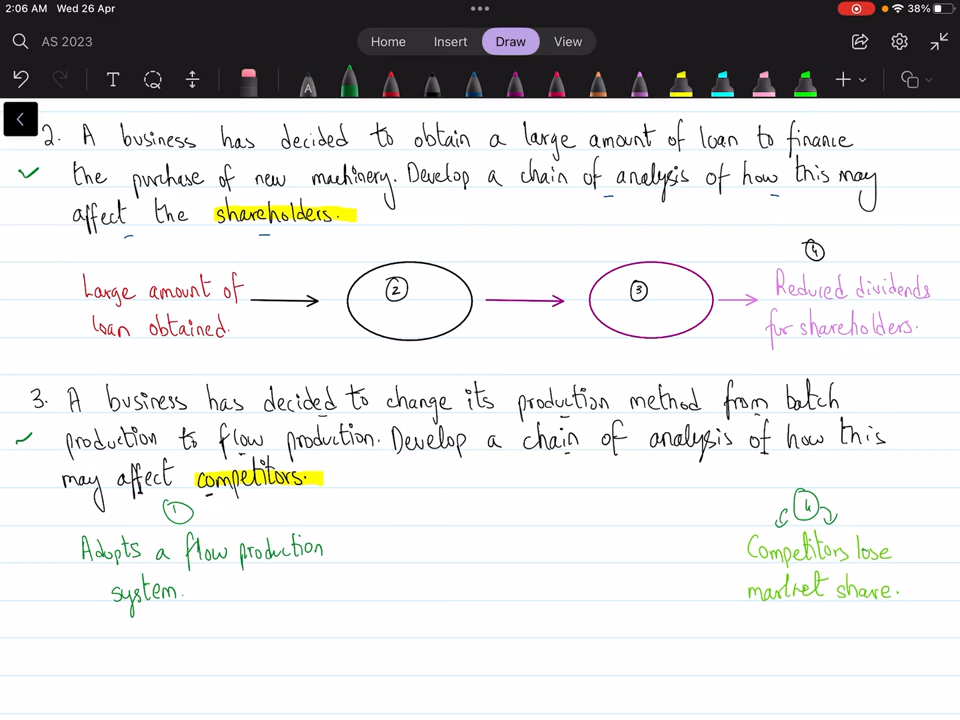 2:06 AM Wed 26 Apr
38%
AS 2023
Home Insert Draw View
T
A
2. A business has decided to obtain a large amount of loan to finance
the purchase of new machinery. Develop a chain of analysis of how this may
affect the shareholders.
4
Large amount of
loan obtained.
2
3
Reduced dividends
for shareholders.
3. A business has decided to change its production method from batch
production to flow production. Develop a chain of analysis of how this
may affect competitors.
1
4
Adopts a flow production
system.
Competitors lose
market share.